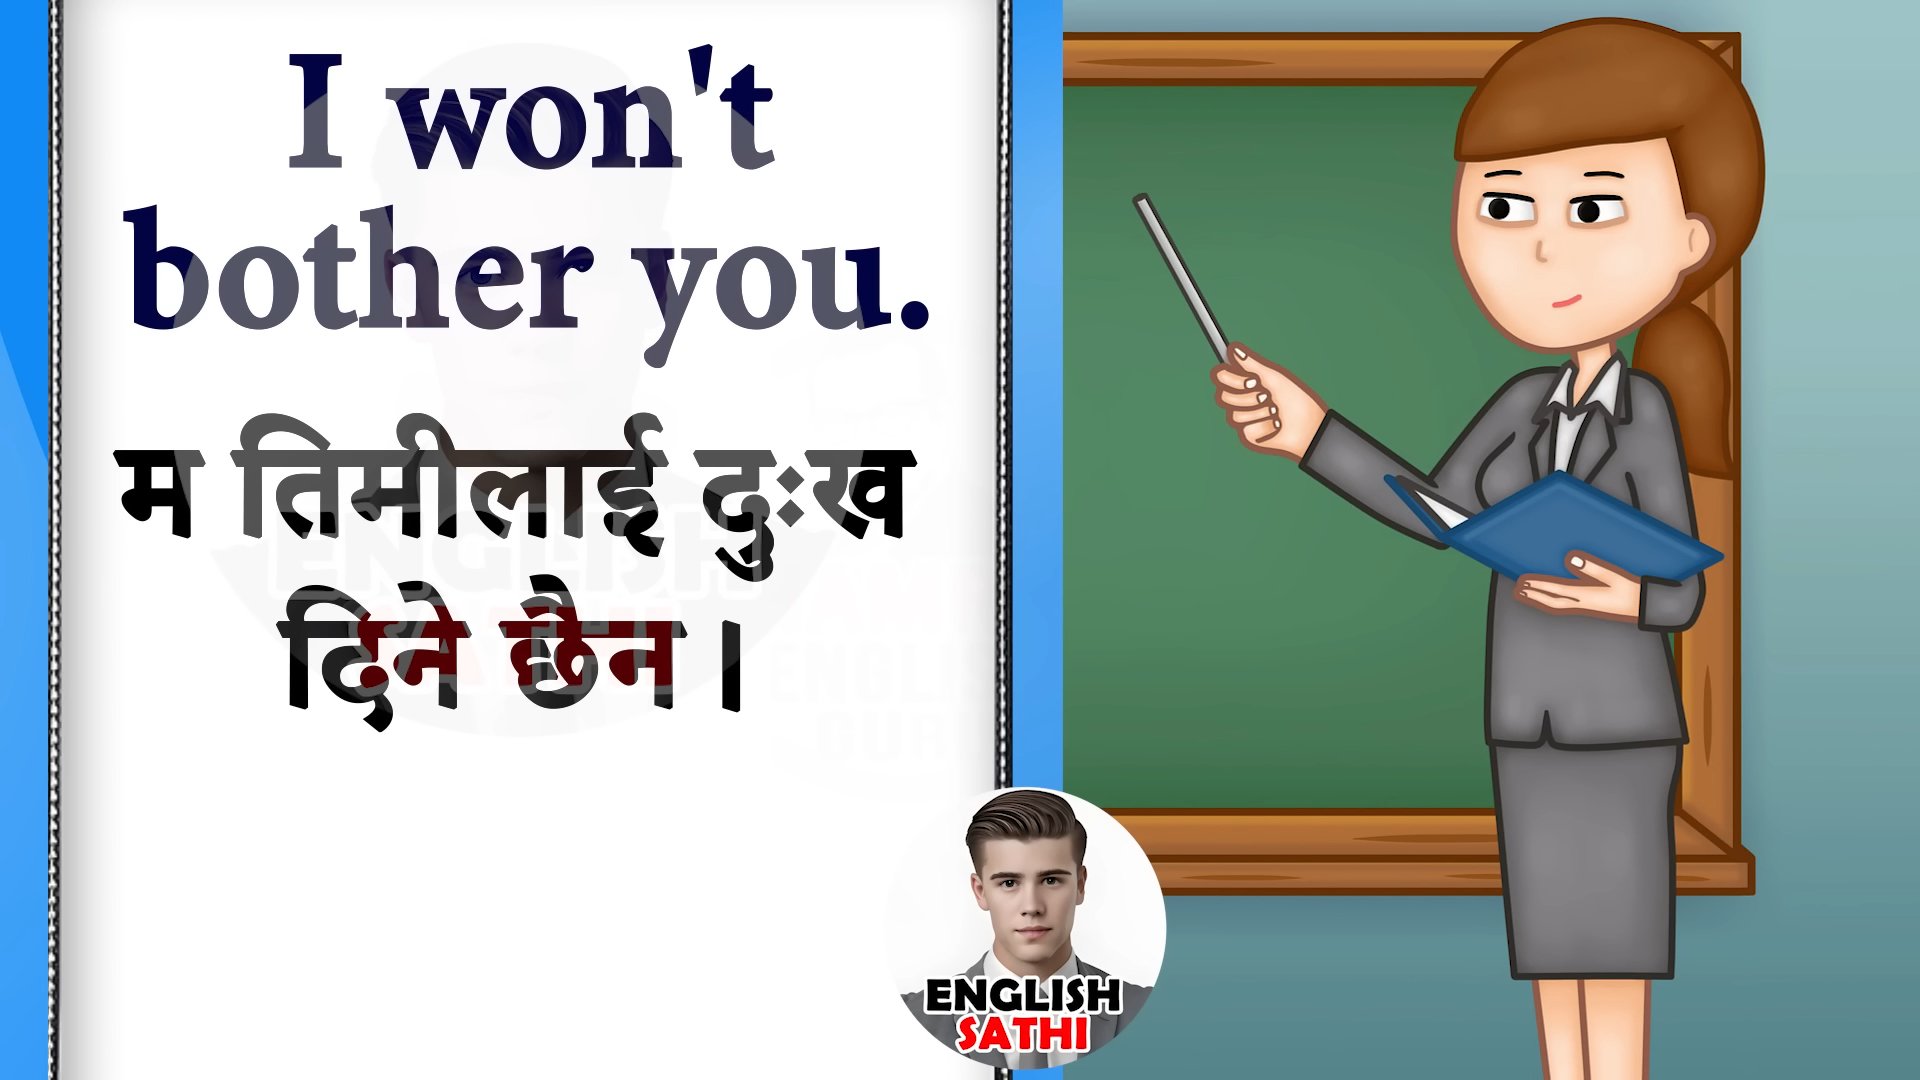 I won't
bother you.
म तिमीलाई दुःख
दिने छैन ।
ENGLISH
SATHI